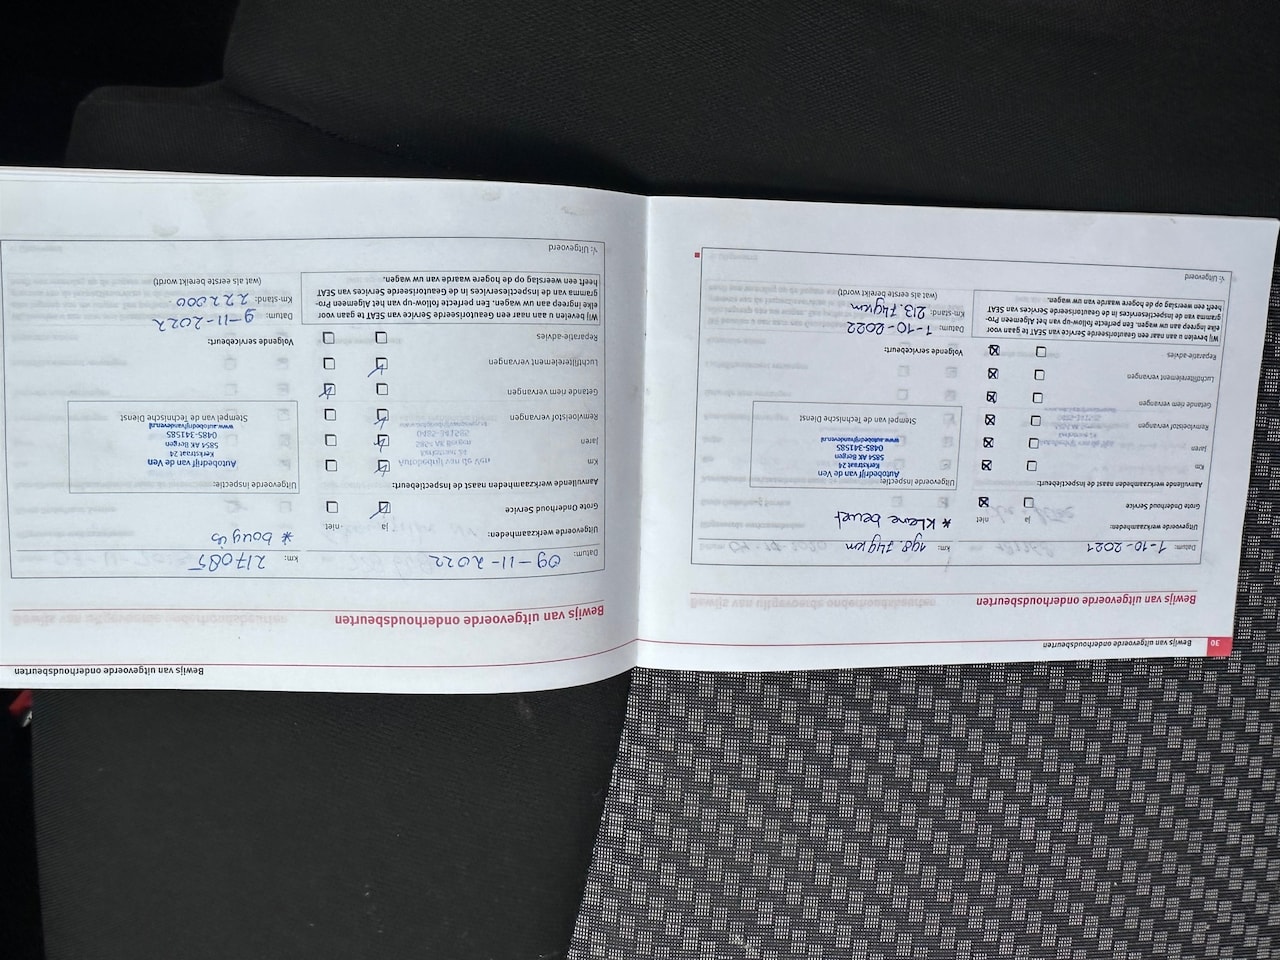 30
Bewijs van uitgevoerde onderhoudsbeurten
Bewijs van uitgevoerde onderhoudsbeurten
Datum: 1-10-2021
km: 198.749km
Uitgevoerde werkzaamheden:
ja
niet
* Kleine beurt
Grote Onderhoud Service
Aanvullende werkzaamheden naast de inspectiebeurt:
Km
Jaren
Remvloeistof vervangen
Getande riem vervangen
Luchtfilterelement vervangen
Reparatie-advies
Uitgevoerde inspectie:
Autobedrijf van de Ven
Kerkstraat 24
5854 AK Bergen
0485-341585
www.autobedrijfvandeven.nl
Stempel van de Technische Dienst
Wij bevelen u aan naar een Geautoriseerde Service van SEAT te gaan voor
elke ingreep aan uw wagen. Een perfecte follow-up van het Algemeen Pro-
gramma van de inspectieservices in de Geautoriseerde Services van SEAT
heeft een weerslag op de hogere waarde van uw wagen.
Volgende servicebeurt:
Datum: 1-10-2022
Km-stand: 213.749km
(wat als eerste bereikt wordt)
√: Uitgevoerd
Bewijs van uitgevoerde onderhoudsbeurten
Bewijs van uitgevoerde onderhoudsbeurten
Datum: 09-11-2022
km: 217085
Uitgevoerde werkzaamheden:
ja
niet
* bougies
Grote Onderhoud Service
Aanvullende werkzaamheden naast de inspectiebeurt:
Km
Jaren
Remvloeistof vervangen
Getande riem vervangen
Luchtfilterelement vervangen
Reparatie-advies
Uitgevoerde inspectie:
Autobedrijf van de Ven
Kerkstraat 24
5854 AK Bergen
0485-341585
www.autobedrijfvandeven.nl
Stempel van de Technische Dienst
Wij bevelen u aan naar een Geautoriseerde Service van SEAT te gaan voor
elke ingreep aan uw wagen. Een perfecte follow-up van het Algemeen Pro-
gramma van de inspectieservices in de Geautoriseerde Services van SEAT
heeft een weerslag op de hogere waarde van uw wagen.
Volgende servicebeurt:
Datum: 9-11-2022
Km-stand: 222000
(wat als eerste bereikt wordt)
√: Uitgevoerd